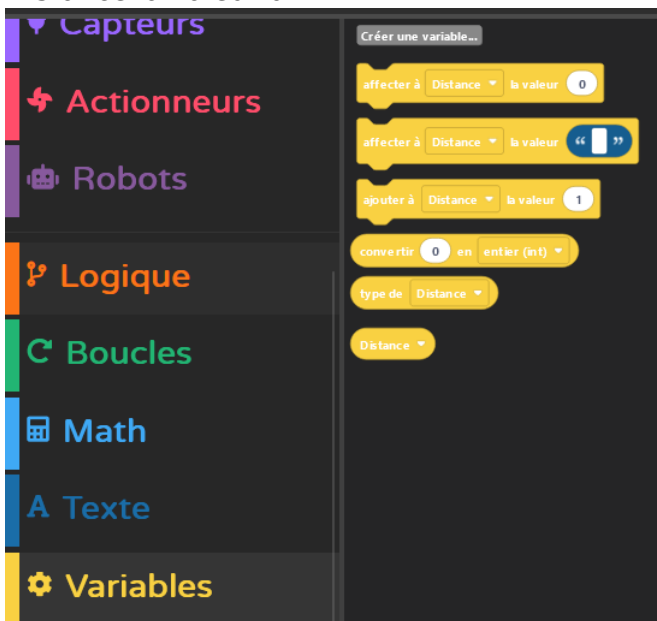 Capteurs
Actionneurs
Robots
Logique
Boucles
Math
Texte
Variables
Créer une variable...
affecter à Distance la valeur 0
affecter à Distance la valeur “ ”
ajouter à Distance la valeur 1
convertir 0 en entier (int)
type de Distance
Distance